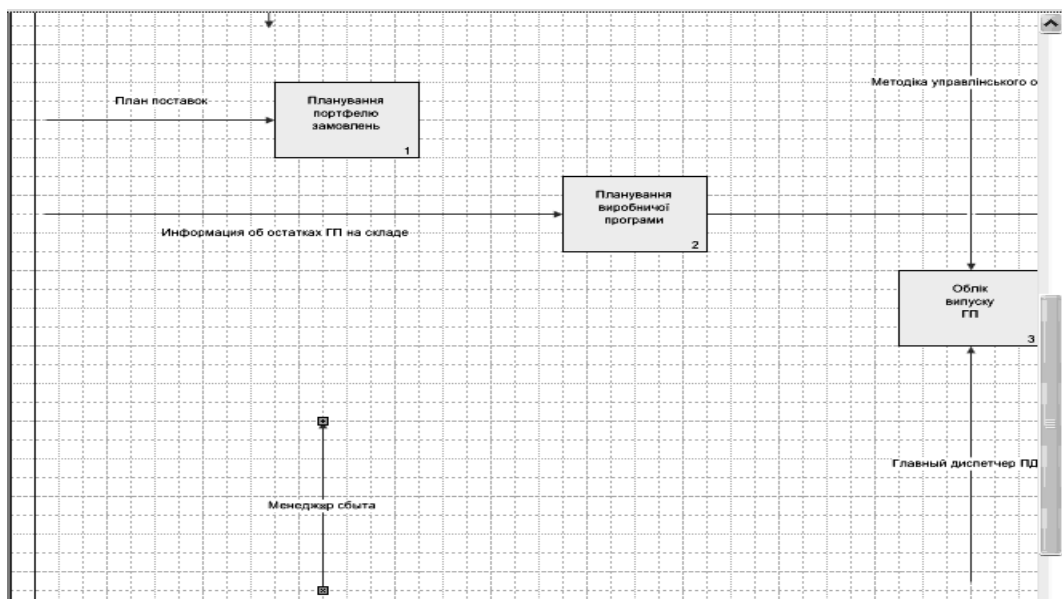 Методіка управлінського о
План поставок
Планування
портфелю
замовлень
1
Планування
виробничої
програми
2
Информация об остатках ГП на складе
Облік
випуску
ГП
3
Главный диспетчер ПД
Менеджер сбыта